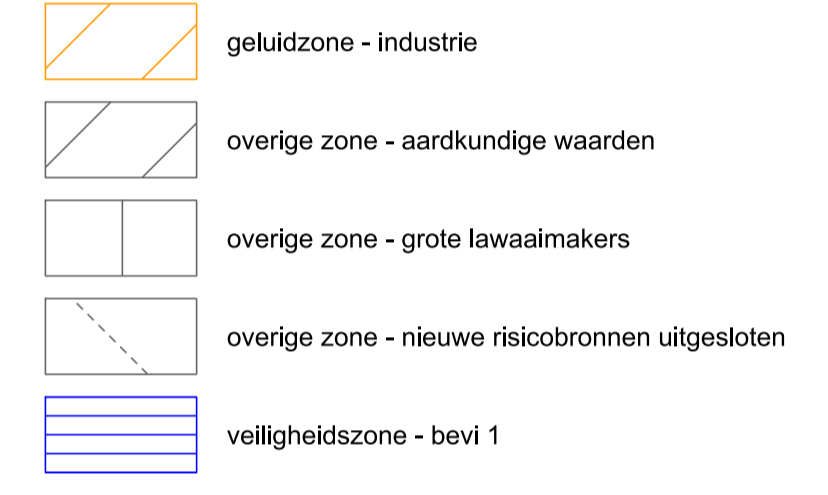 geluidzone - industrie
overige zone - aardkundige waarden
overige zone - grote lawaaimakers
overige zone - nieuwe risicobronnen uitgesloten
veiligheidszone - bevi 1